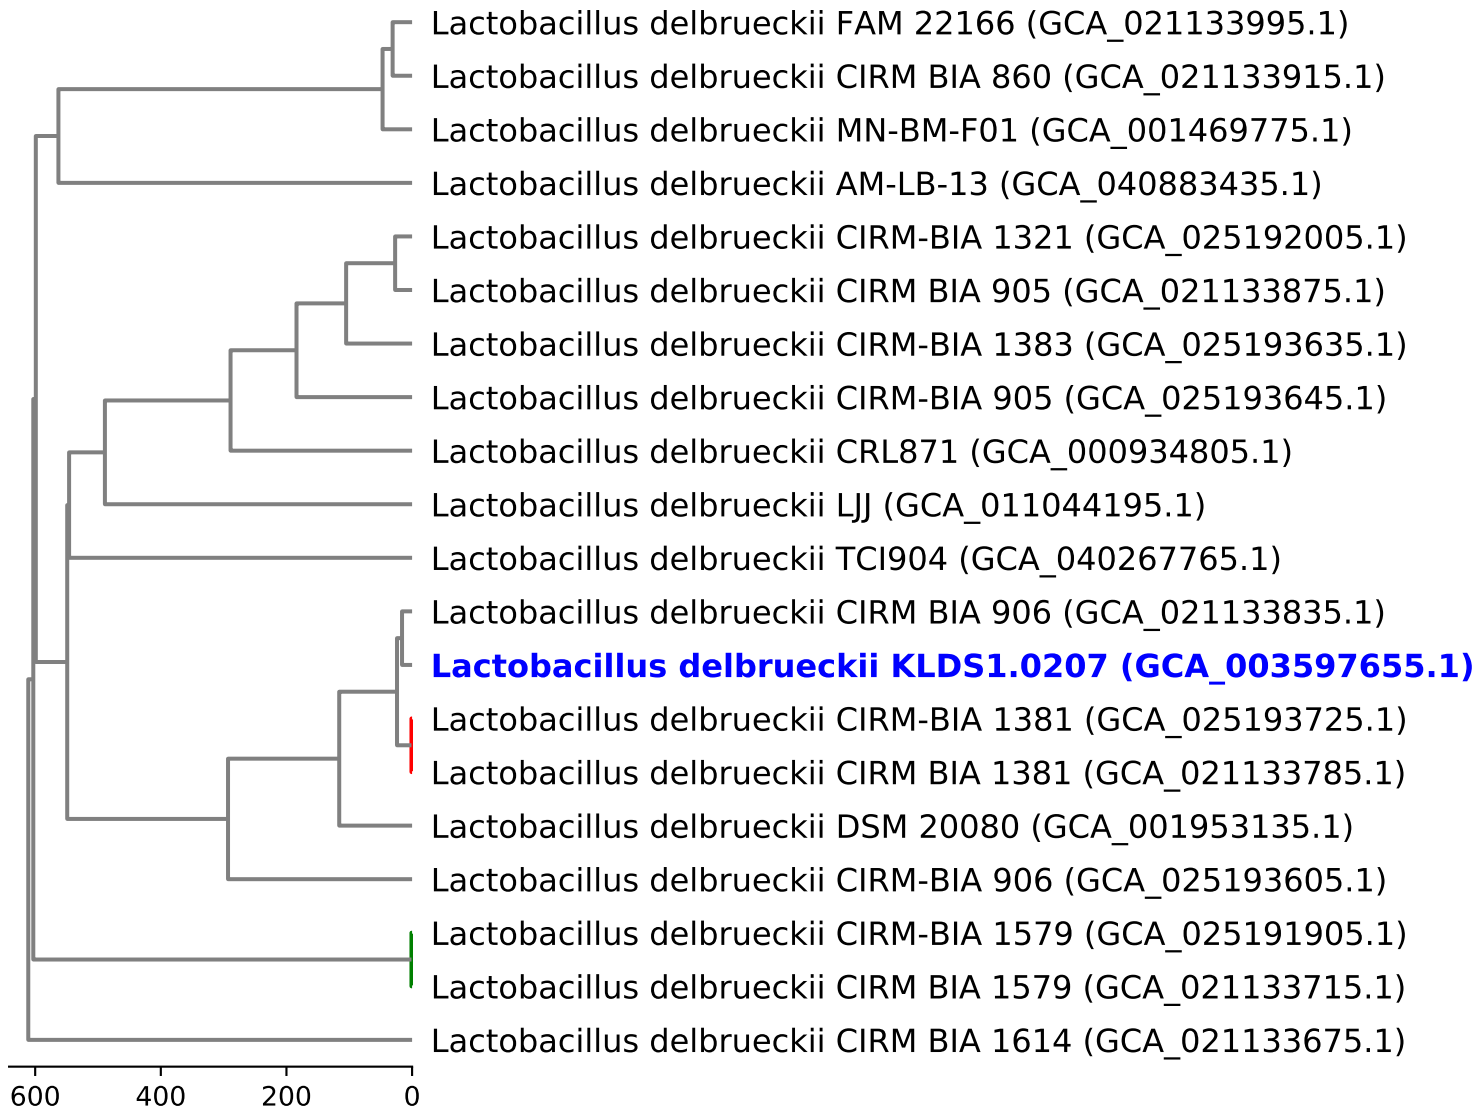 Lactobacillus delbrueckii FAM 22166 (GCA_021133995.1)
Lactobacillus delbrueckii CIRM BIA 860 (GCA_021133915.1)
Lactobacillus delbrueckii MN-BM-F01 (GCA_001469775.1)
Lactobacillus delbrueckii AM-LB-13 (GCA_040883435.1)
Lactobacillus delbrueckii CIRM-BIA 1321 (GCA_025192005.1)
Lactobacillus delbrueckii CIRM BIA 905 (GCA_021133875.1)
Lactobacillus delbrueckii CIRM-BIA 1383 (GCA_025193635.1)
Lactobacillus delbrueckii CIRM-BIA 905 (GCA_025193645.1)
Lactobacillus delbrueckii CRL871 (GCA_000934805.1)
Lactobacillus delbrueckii LJJ (GCA_011044195.1)
Lactobacillus delbrueckii TCI904 (GCA_040267765.1)
Lactobacillus delbrueckii CIRM BIA 906 (GCA_021133835.1)
Lactobacillus delbrueckii KLDS1.0207 (GCA_003597655.1)
Lactobacillus delbrueckii CIRM-BIA 1381 (GCA_025193725.1)
Lactobacillus delbrueckii CIRM BIA 1381 (GCA_021133785.1)
Lactobacillus delbrueckii DSM 20080 (GCA_001953135.1)
Lactobacillus delbrueckii CIRM-BIA 906 (GCA_025193605.1)
Lactobacillus delbrueckii CIRM-BIA 1579 (GCA_025191905.1)
Lactobacillus delbrueckii CIRM BIA 1579 (GCA_021133715.1)
Lactobacillus delbrueckii CIRM BIA 1614 (GCA_021133675.1)
600 400 200 0